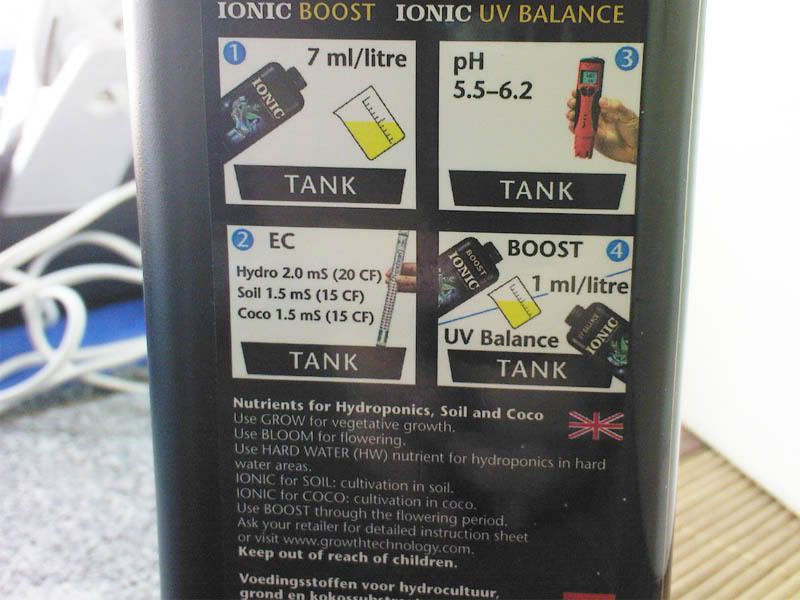 IONIC BOOST IONIC UV BALANCE
1
7 ml/litre
IONIC
TANK
3
pH
5.5–6.2
TANK
2 EC
Hydro 2.0 mS (20 CF)
Soil 1.5 mS (15 CF)
Coco 1.5 mS (15 CF)
TANK
BOOST 4
BOOST
IONIC
1 ml/litre
UV BALANCE
IONIC
UV Balance
TANK
Nutrients for Hydroponics, Soil and Coco
Use GROW for vegetative growth.
Use BLOOM for flowering.
Use HARD WATER (HW) nutrient for hydroponics in hard
water areas.
IONIC for SOIL: cultivation in soil.
IONIC for COCO: cultivation in coco.
Use BOOST through the flowering period.
Ask your retailer for detailed instruction sheet
or visit www.growthtechnology.com.
Keep out of reach of children.
Voedingsstoffen voor hydrocultuur,
grond en kokossubstraat